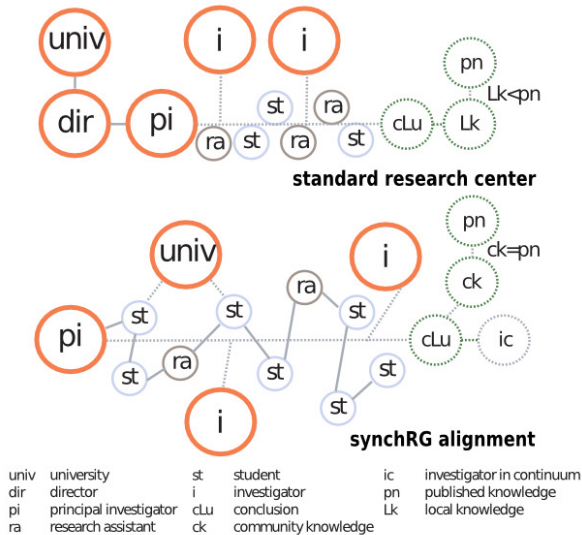 univ
i
i
pn
dir
pi
ra
st
st
ra
ra
st
cLu
Lk
Lk<pn
standard research center
univ
i
pn
ck=pn
pi
st
st
ra
st
st
ra
st
st
st
cLu
ck
ic
i
synchRG alignment
univ university st student ic investigator in continuum
dir director i investigator pn published knowledge
pi principal investigator cLu conclusion Lk local knowledge
ra research assistant ck community knowledge